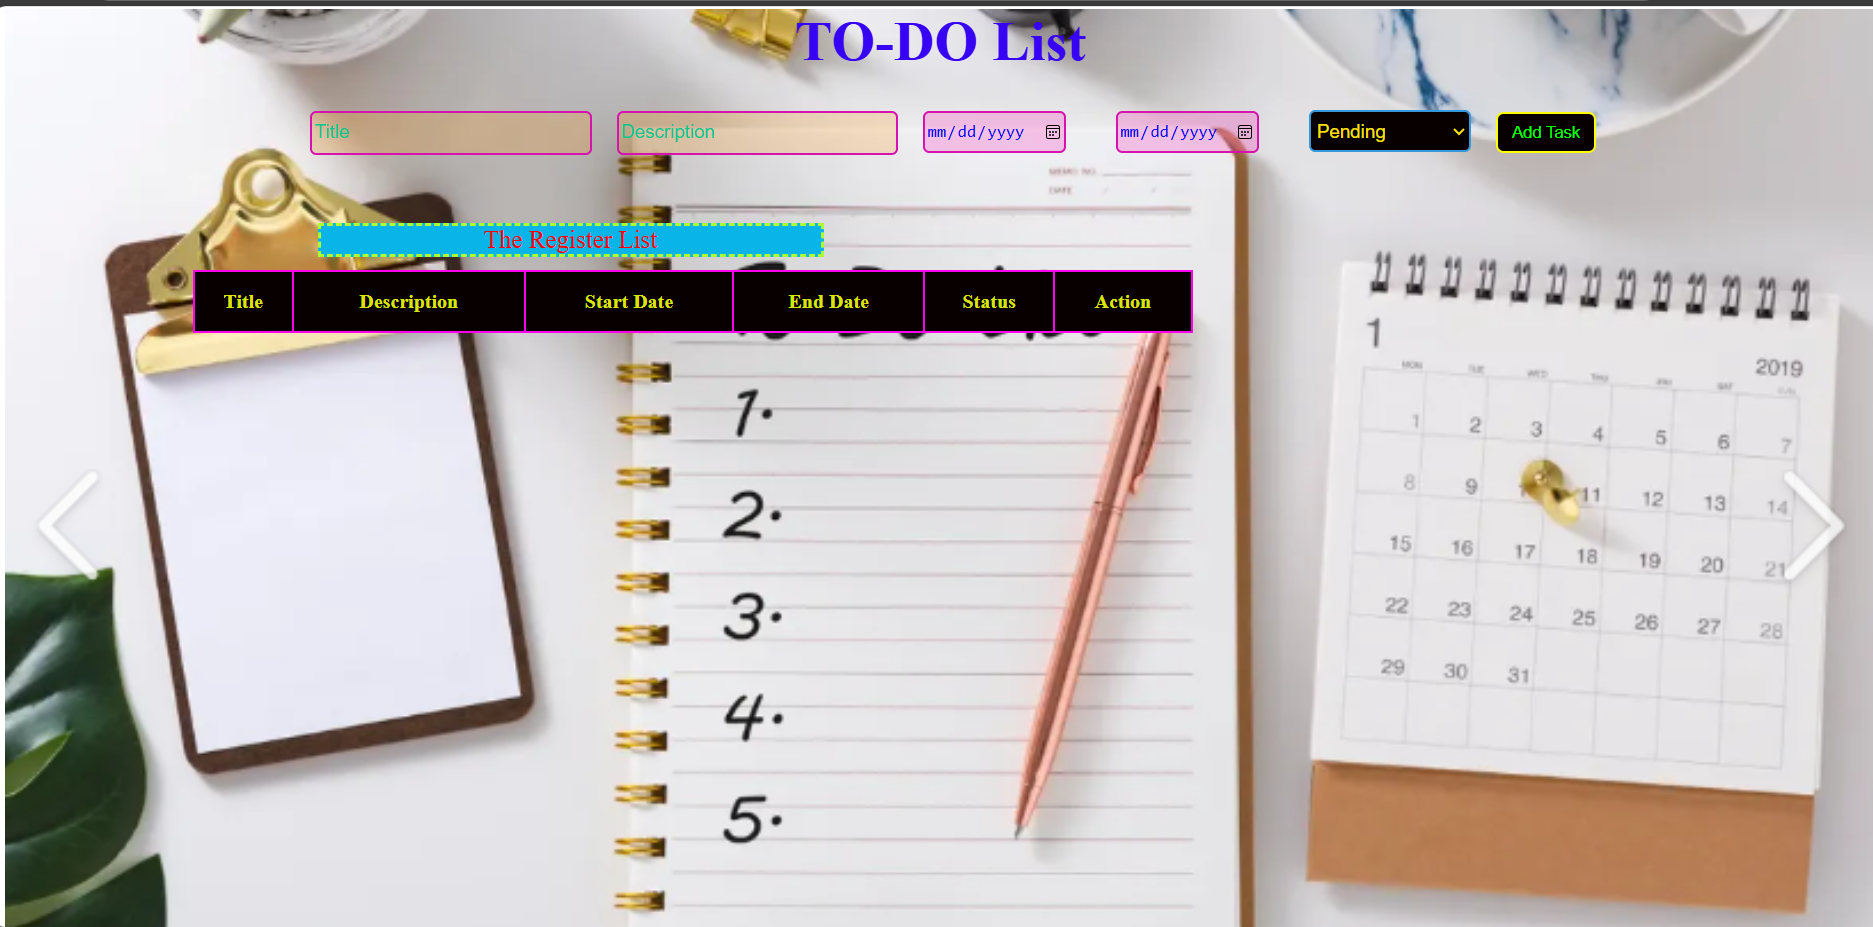 TO-DO List
Title Description mm/dd/yyyy mm/dd/yyyy Pending Add Task
MEMO NO.
DATE / /
The Register List
Title Description Start Date End Date Status Action
1.
2.
3.
4.
5.
1
2019
MON TUE WED THU FRI SAT SUN
1 2 3 4 5 6 7
8 9 11 12 13 14
15 16 17 18 19 20 21
22 23 24 25 26 27 28
29 30 31